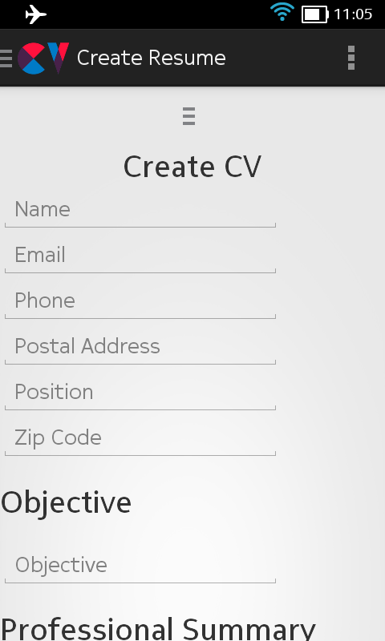 11:05
Create Resume
Create CV
Name
Email
Phone
Postal Address
Position
Zip Code
Objective
Objective
Professional Summary